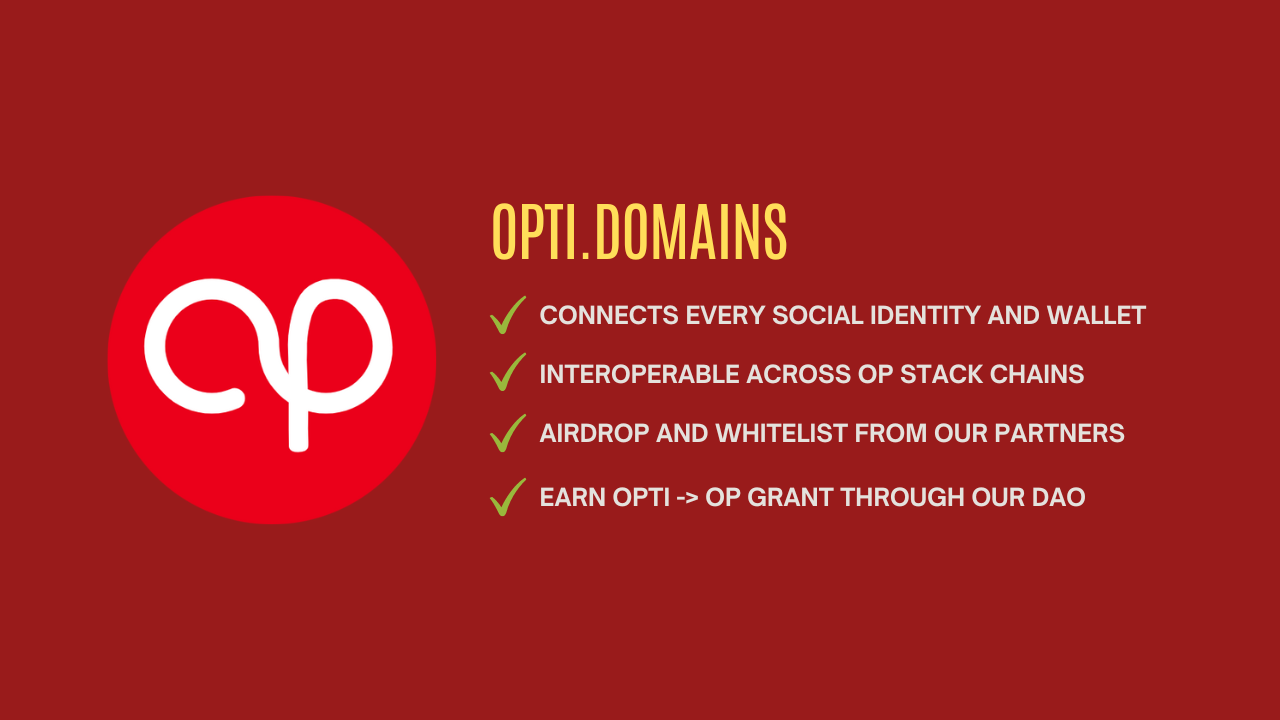 OPTI.DOMAINS
CONNECTS EVERY SOCIAL IDENTITY AND WALLET
INTEROPERABLE ACROSS OP STACK CHAINS
AIRDROP AND WHITELIST FROM OUR PARTNERS
EARN OPTI -> OP GRANT THROUGH OUR DAO